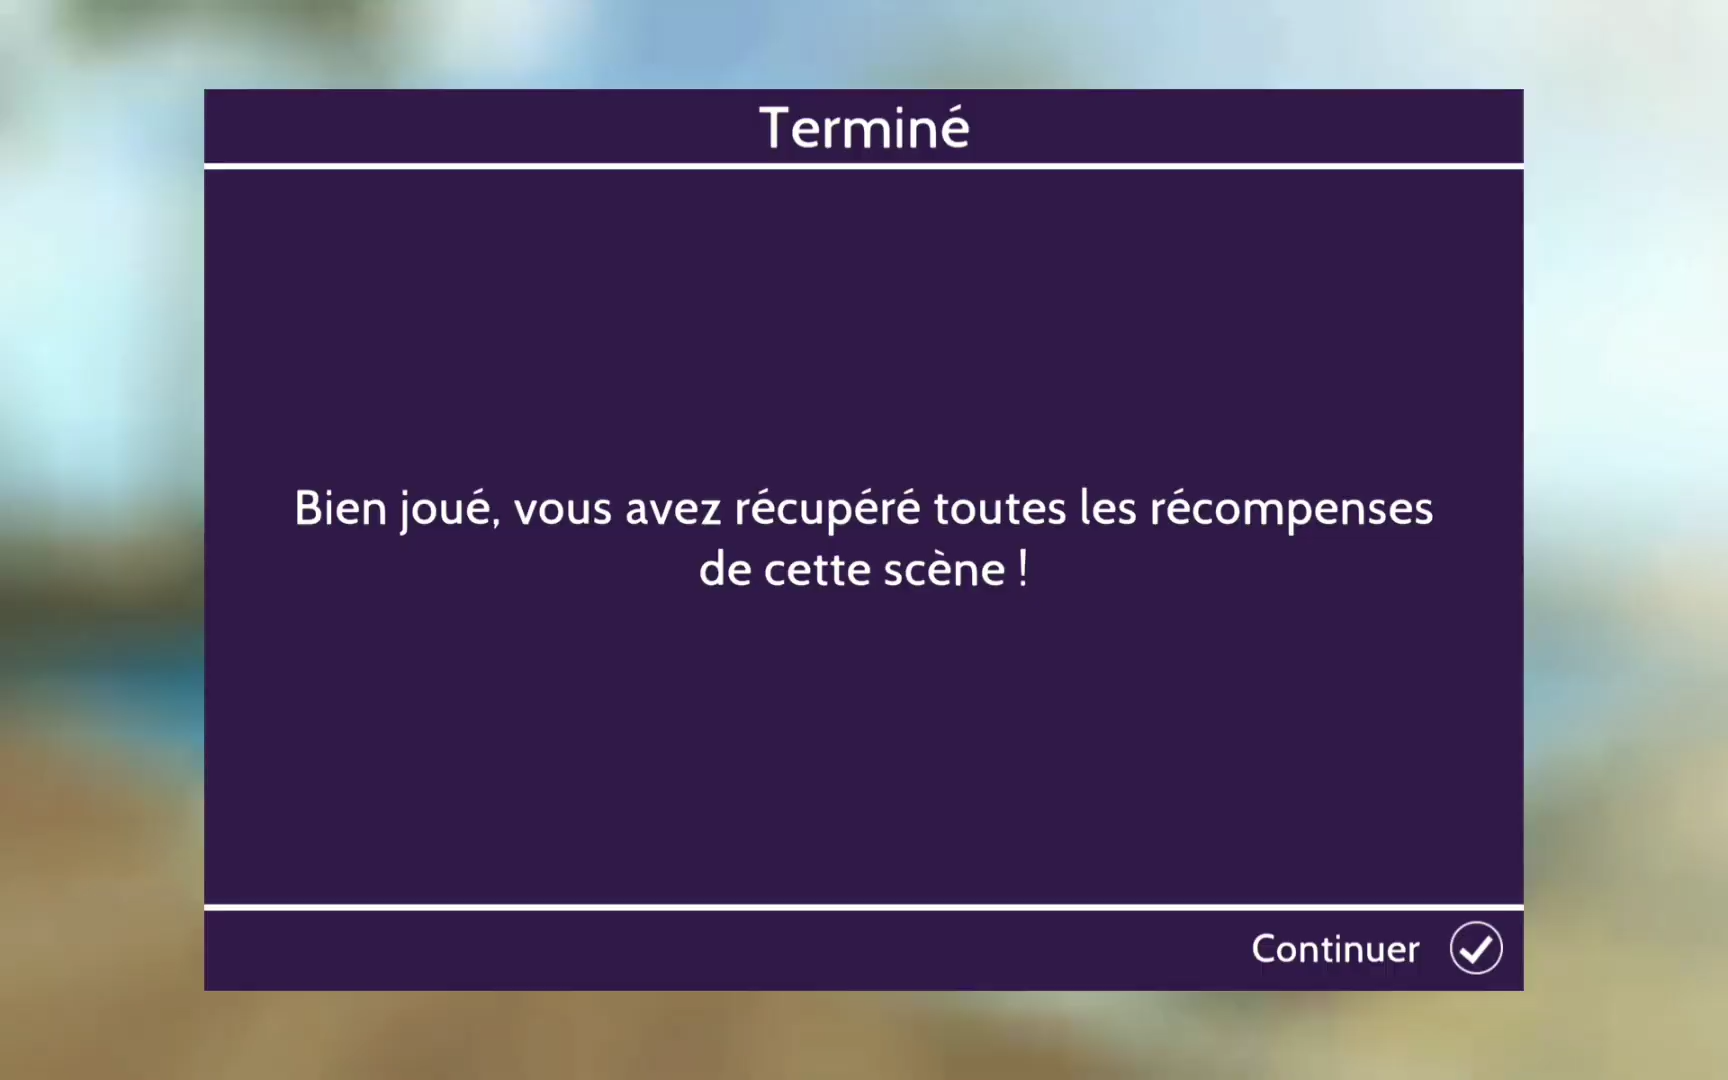 Terminé
Bien joué, vous avez récupéré toutes les récompenses
de cette scène !
Continuer